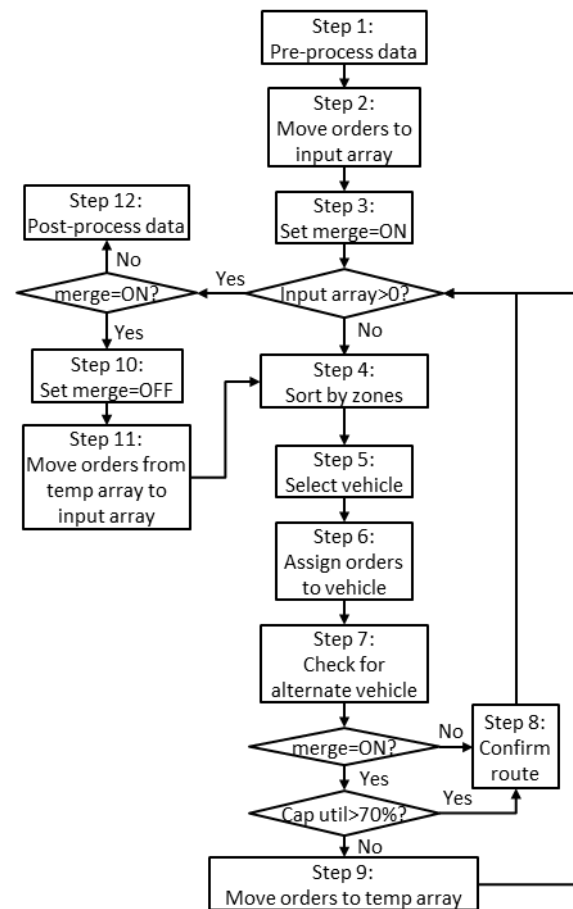 Step 1:
Pre-process data
Step 2:
Move orders to
input array
Step 3:
Set merge=ON
Step 12:
Post-process data
No
Yes
merge=ON?
Input array>0?
Yes
No
Step 10:
Set merge=OFF
Step 4:
Sort by zones
Step 11:
Move orders from
temp array to
input array
Step 5:
Select vehicle
Step 6:
Assign orders
to vehicle
Step 7:
Check for
alternate vehicle
Step 8:
Confirm
route
merge=ON?
No
Yes
Cap util>70%?
Yes
No
Step 9:
Move orders to temp array